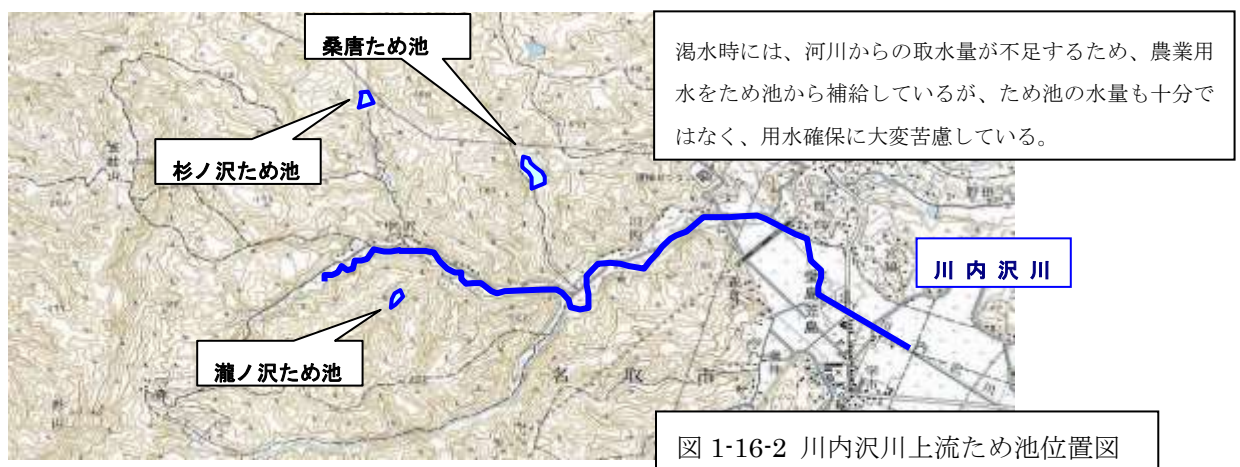 桑唐ため池
渇水時には、河川からの取水量が不足するため、農業用
水をため池から補給しているが、ため池の水量も十分で
はなく、用水確保に大変苦慮している。
杉ノ沢ため池
川内沢川
瀧ノ沢ため池
名取市
図 1-16-2 川内沢川上流ため池位置図